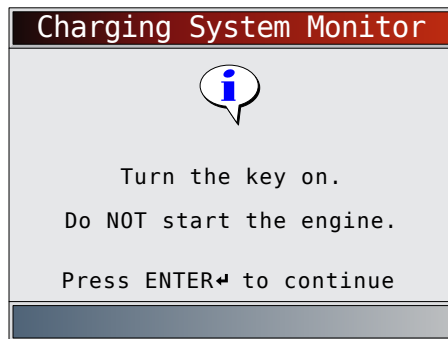 Charging System Monitor
i
Turn the key on.
Do NOT start the engine.
Press ENTER↵ to continue